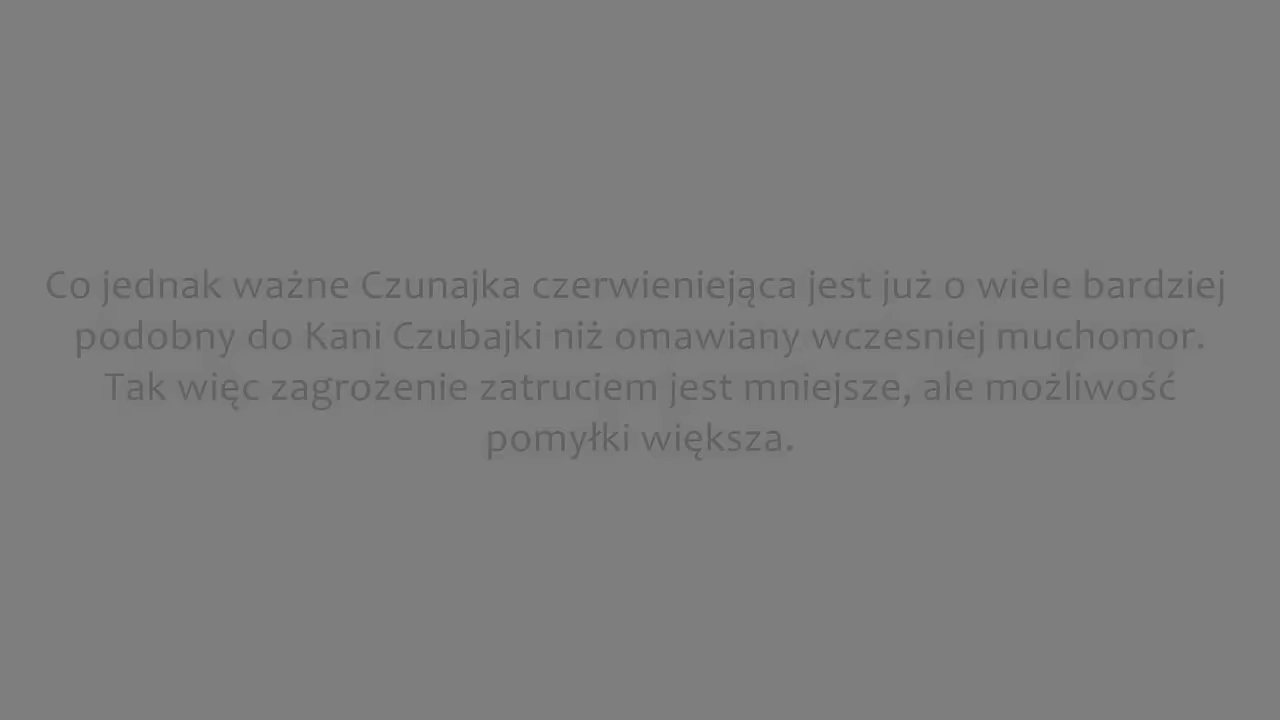 Co jednak ważne Czunajka czerwieniejąca jest już o wiele bardziej
podobny do Kani Czubajki niż omawiany wczesniej muchomor.
Tak więc zagrożenie zatruciem jest mniejsze, ale możliwość
pomyłki większa.